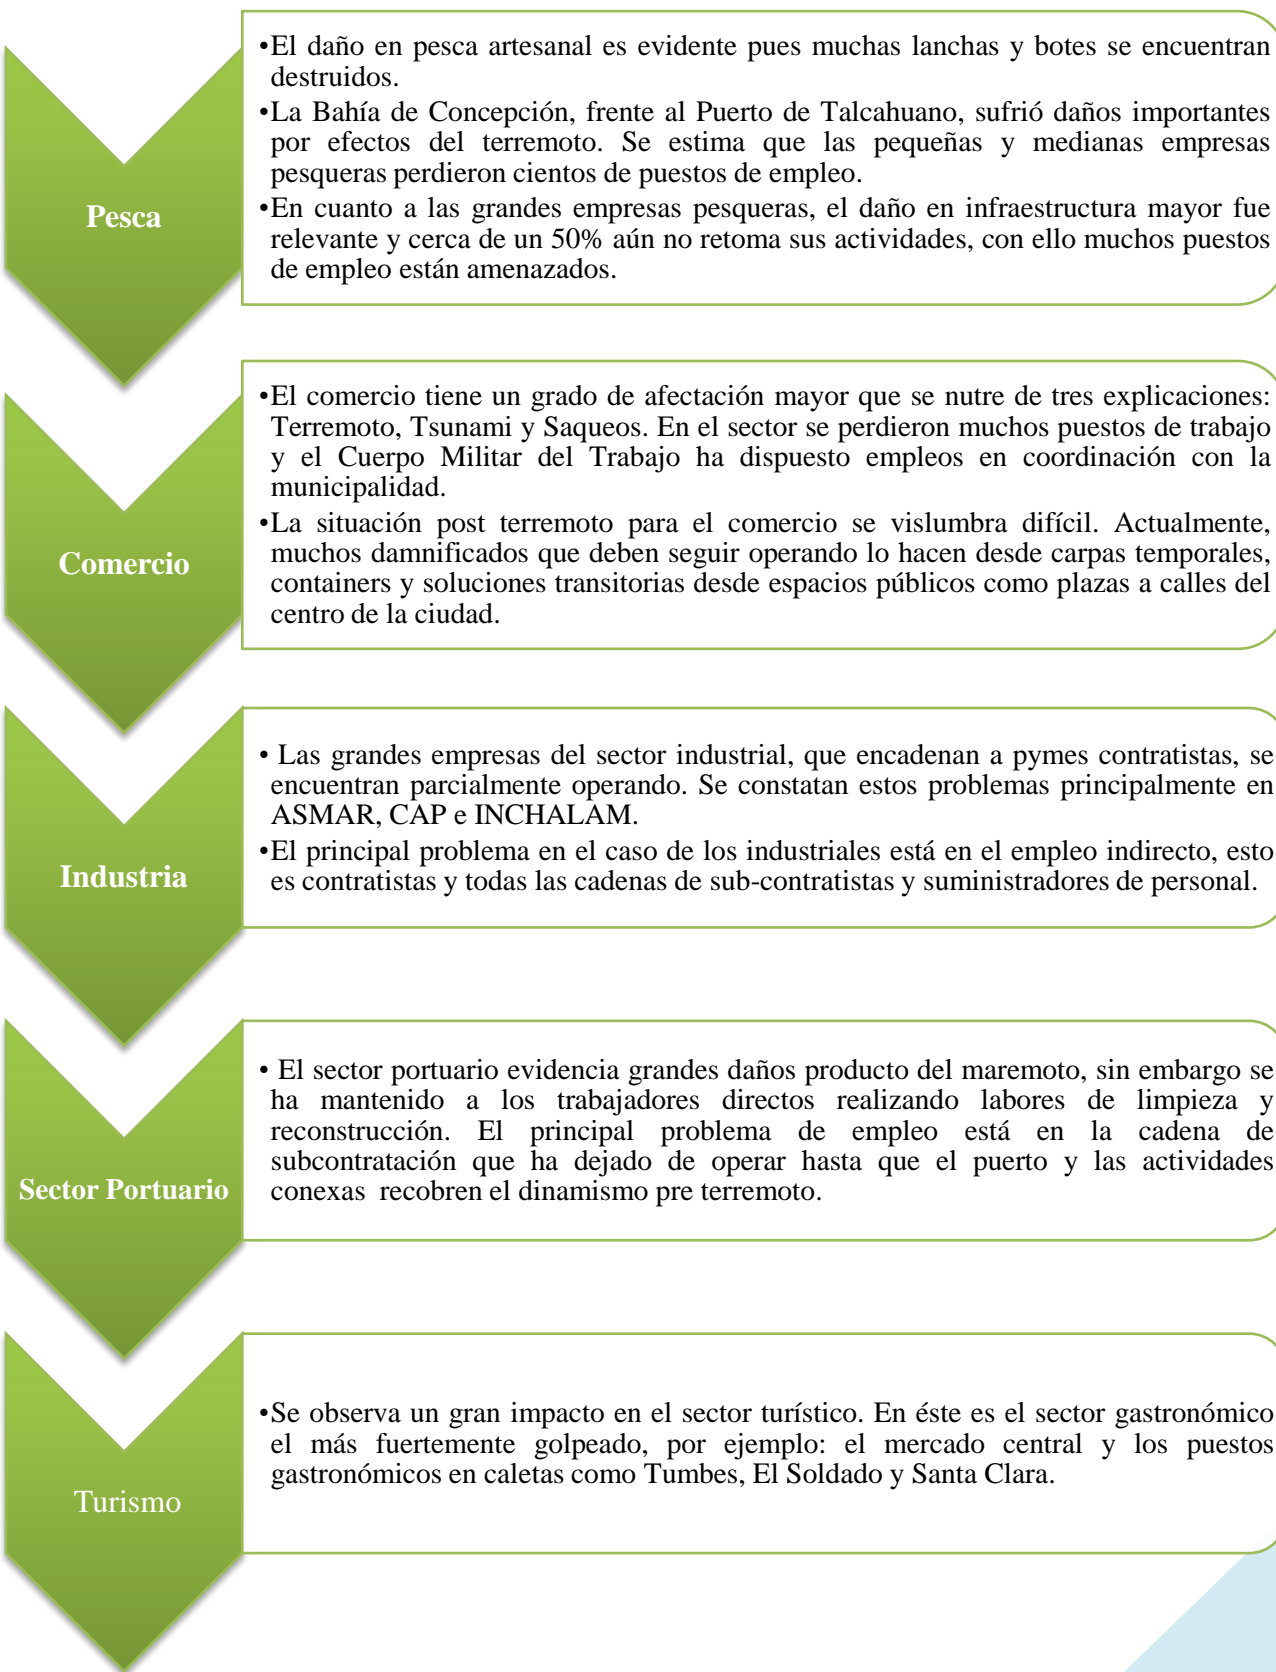 Pesca
•El daño en pesca artesanal es evidente pues muchas lanchas y botes se encuentran
destruidos.
•La Bahía de Concepción, frente al Puerto de Talcahuano, sufrió daños importantes
por efectos del terremoto. Se estima que las pequeñas y medianas empresas
pesqueras perdieron cientos de puestos de empleo.
•En cuanto a las grandes empresas pesqueras, el daño en infraestructura mayor fue
relevante y cerca de un 50% aún no retoma sus actividades, con ello muchos puestos
de empleo están amenazados.
Comercio
•El comercio tiene un grado de afectación mayor que se nutre de tres explicaciones:
Terremoto, Tsunami y Saqueos. En el sector se perdieron muchos puestos de trabajo
y el Cuerpo Militar del Trabajo ha dispuesto empleos en coordinación con la
municipalidad.
•La situación post terremoto para el comercio se vislumbra difícil. Actualmente,
muchos damnificados que deben seguir operando lo hacen desde carpas temporales,
containers y soluciones transitorias desde espacios públicos como plazas a calles del
centro de la ciudad.
Industria
• Las grandes empresas del sector industrial, que encadenan a pymes contratistas, se
encuentran parcialmente operando. Se constatan estos problemas principalmente en
ASMAR, CAP e INCHALAM.
•El principal problema en el caso de los industriales está en el empleo indirecto, esto
es contratistas y todas las cadenas de sub-contratistas y suministradores de personal.
Sector Portuario
• El sector portuario evidencia grandes daños producto del maremoto, sin embargo se
ha mantenido a los trabajadores directos realizando labores de limpieza y
reconstrucción. El principal problema de empleo está en la cadena de
subcontratación que ha dejado de operar hasta que el puerto y las actividades
conexas recobren el dinamismo pre terremoto.
Turismo
•Se observa un gran impacto en el sector turístico. En éste es el sector gastronómico
el más fuertemente golpeado, por ejemplo: el mercado central y los puestos
gastronómicos en caletas como Tumbes, El Soldado y Santa Clara.